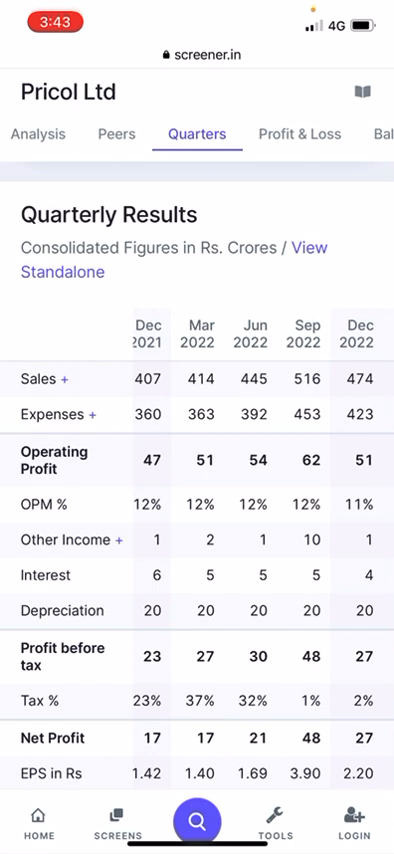 3:43
4G
screener.in
Pricol Ltd
Analysis Peers Quarters Profit & Loss Bal
Quarterly Results
Consolidated Figures in Rs. Crores / View
Standalone
Dec Mar Jun Sep Dec
2021 2022 2022 2022 2022
Sales + 407 414 445 516 474
Expenses + 360 363 392 453 423
Operating
Profit 47 51 54 62 51
OPM % 12% 12% 12% 12% 11%
Other Income + 1 2 1 10 1
Interest 6 5 5 5 4
Depreciation 20 20 20 20 20
Profit before
tax 23 27 30 48 27
Tax % 23% 37% 32% 1% 2%
Net Profit 17 17 21 48 27
EPS in Rs 1.42 1.40 1.69 3.90 2.20
HOME SCREENS TOOLS LOGIN